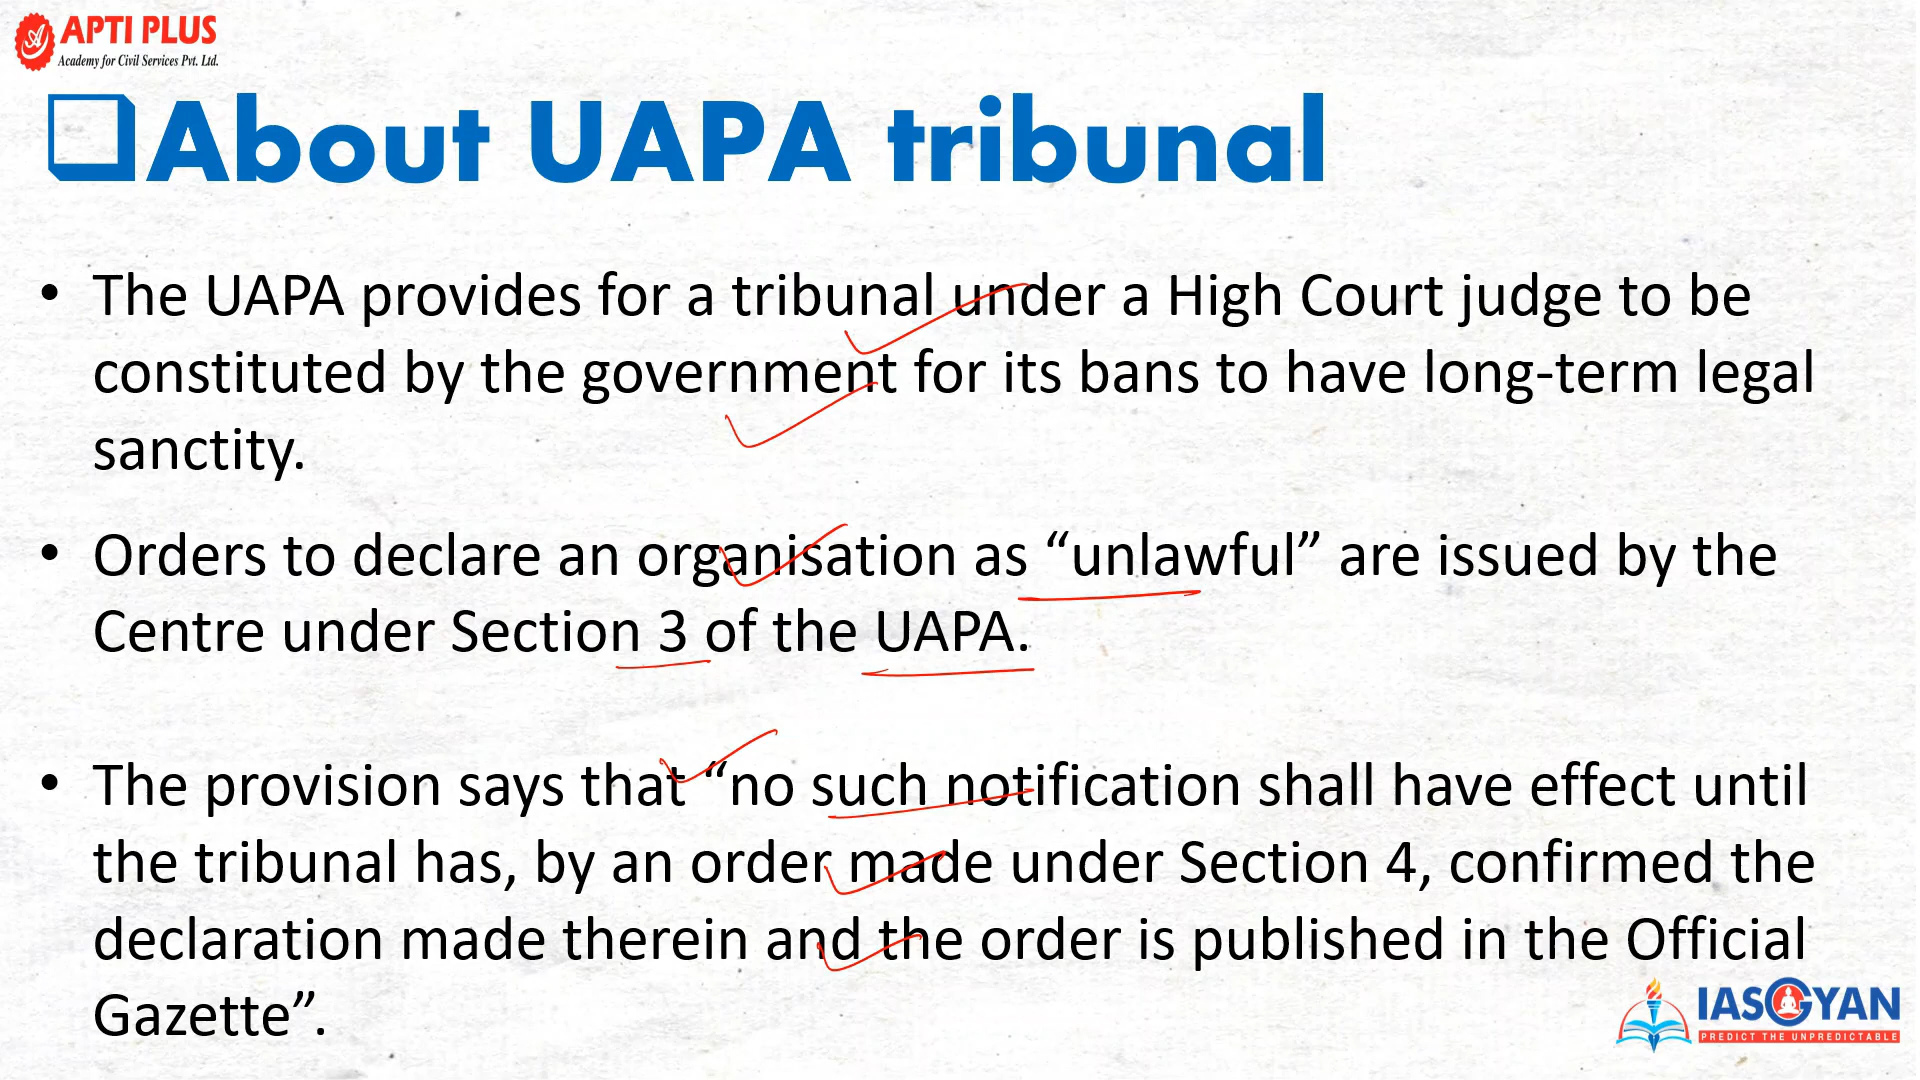 APTI PLUS
Academy for Civil Services Pvt. Ltd.
About UAPA tribunal
• The UAPA provides for a tribunal under a High Court judge to be
constituted by the government for its bans to have long-term legal
sanctity.
• Orders to declare an organisation as “unlawful” are issued by the
Centre under Section 3 of the UAPA.
• The provision says that “no such notification shall have effect until
the tribunal has, by an order made under Section 4, confirmed the
declaration made therein and the order is published in the Official
Gazette”.
IASGYAN
PREDICT THE UNPREDICTABLE